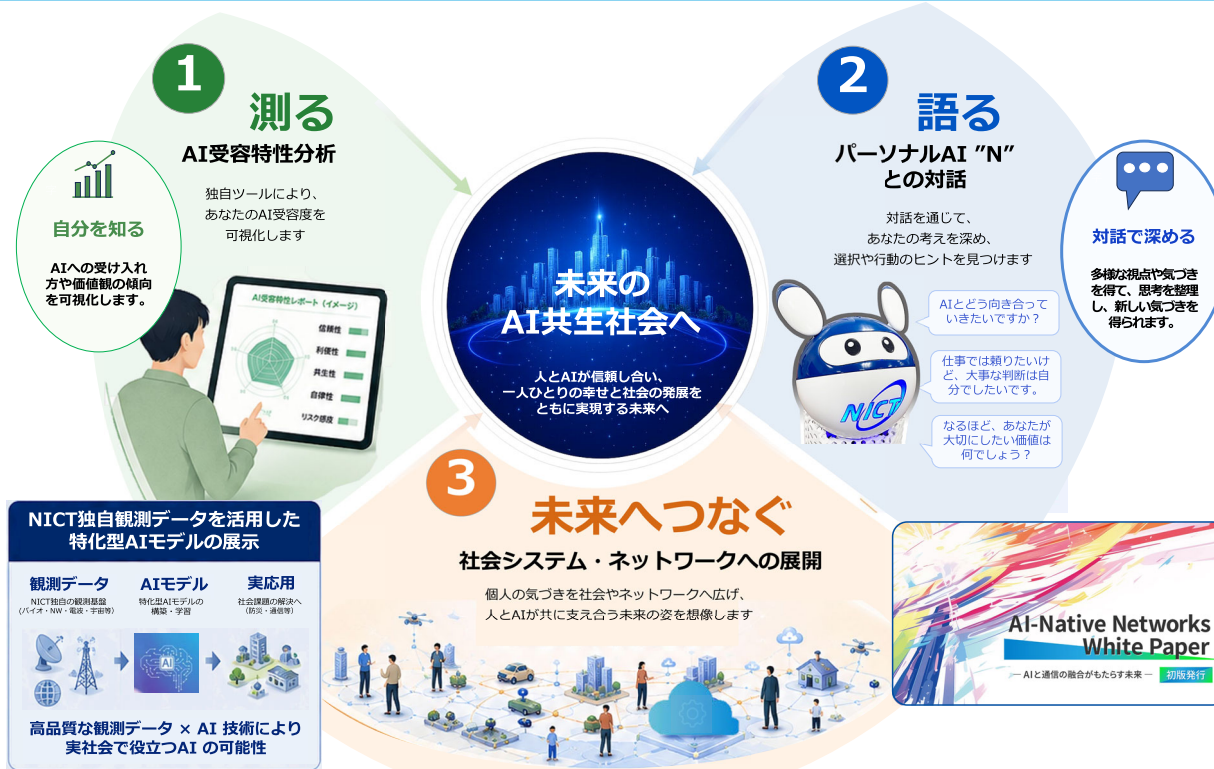 1
測る
AI受容特性分析
独自ツールにより、
あなたのAI受容度を
可視化します
自分を知る
AIへの受け入れ
方や価値観の傾向
を可視化します。
AI受容特性レポート（イメージ）
信頼性
利便性
共生性
自律性
リスク感度
未来の
AI共生社会へ
人とAIが信頼し合い、
一人ひとりの幸せと社会の発展を
ともに実現する未来へ
2
語る
パーソナルAI ”N”
との対話
対話を通じて、
あなたの考えを深め、
選択や行動のヒントを見つけます
対話で深める
多様な視点や気づき
を得て、思考を整理
し、新しい気づきを
得られます。
AIとどう向き合って
いきたいですか？
仕事では頼りたいけ
ど、大事な判断は自
分でしたいです。
なるほど、あなたが
大切にしたい価値は
何でしょう？
NICT
3
未来へつなぐ
社会システム・ネットワークへの展開
個人の気づきを社会やネットワークへ広げ、
人とAIが共に支え合う未来の姿を想像します
NICT独自観測データを活用した
特化型AIモデルの展示
観測データ
NICT独自の観測基盤
(バイオ・NW・電波・宇宙等)
AIモデル
特化型AIモデルの
構築・学習
実応用
社会課題の解決へ
(防災・通信等)
AI
高品質な観測データ × AI 技術により
実社会で役立つAI の可能性
AI-Native Networks
White Paper
― AIと通信の融合がもたらす未来 ―
初版発行